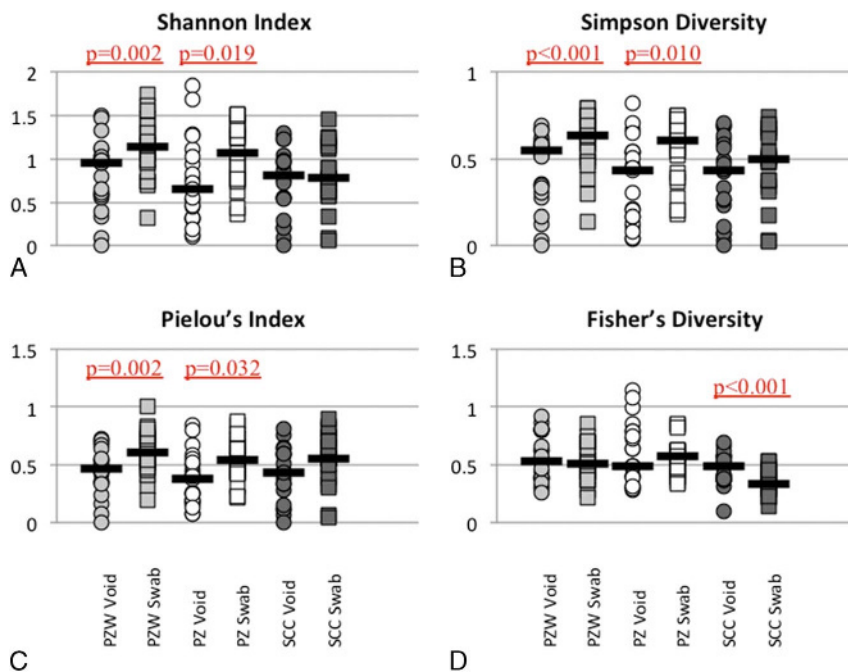 Shannon Index
p=0.002 p=0.019
2
1.5
1
0.5
0
A
Simpson Diversity
p<0.001 p=0.010
1
0.5
0
B
Pielou's Index
1.5
p=0.002 p=0.032
1
0.5
0
PZW Void
PZW Swab
PZ Void
PZ Swab
SCC Void
SCC Swab
C
Fisher's Diversity
1.5
p<0.001
1
0.5
0
PZW Void
PZW Swab
PZ Void
PZ Swab
SCC Void
SCC Swab
D